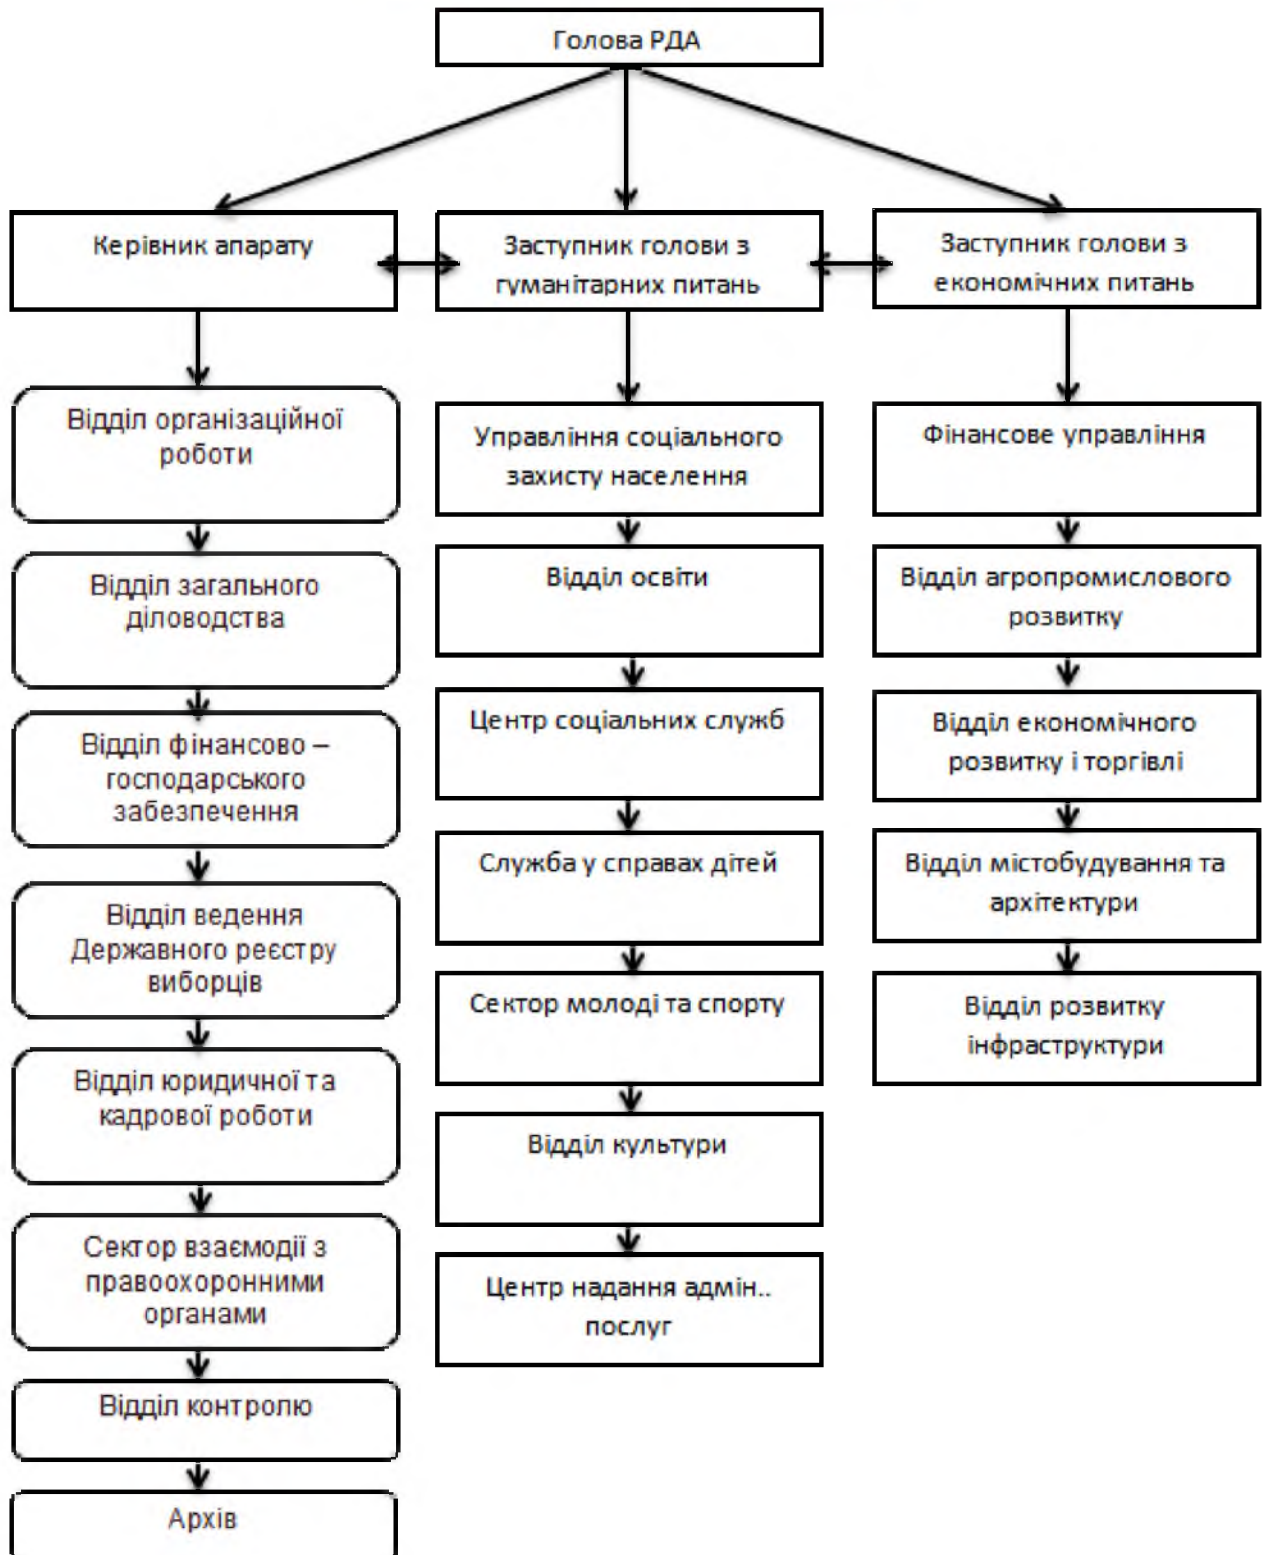 Голова РДА
Керівник апарату
Заступник голови з
гуманітарних питань
Заступник голови з
економічних питань
Відділ організаційної
роботи
Відділ загального
діловодства
Відділ фінансово –
господарського
забезпечення
Відділ ведення
Державного реєстру
виборців
Відділ юридичної та
кадрової роботи
Сектор взаємодії з
правоохоронними
органами
Відділ контролю
Архів
Управління соціального
захисту населення
Відділ освіти
Центр соціальних служб
Служба у справах дітей
Сектор молоді та спорту
Відділ культури
Центр надання адмін..
послуг
Фінансове управління
Відділ агропромислового
розвитку
Відділ економічного
розвитку і торгівлі
Відділ містобудування та
архітектури
Відділ розвитку
інфраструктури